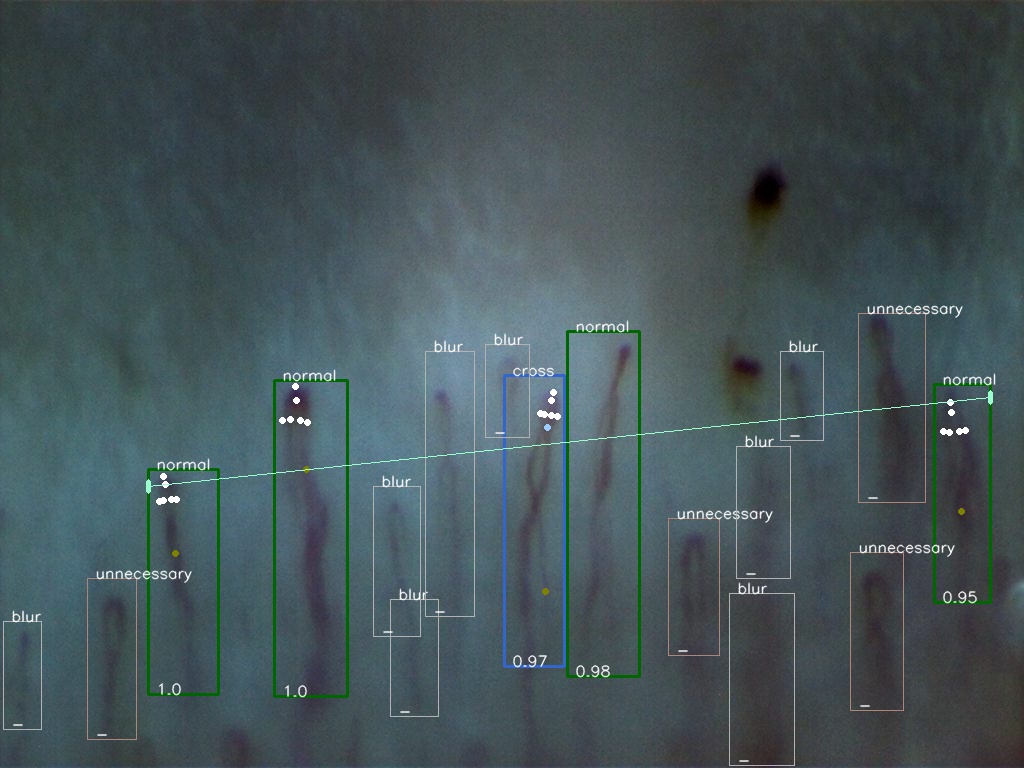 unnecessary
normal
blur
blur
blur
normal
cross
normal
normal
blur
normal
blur
unnecessary
unnecessary
unnecessary
blur
blur
blur
0.95
0.97
0.98
1.0
1.0